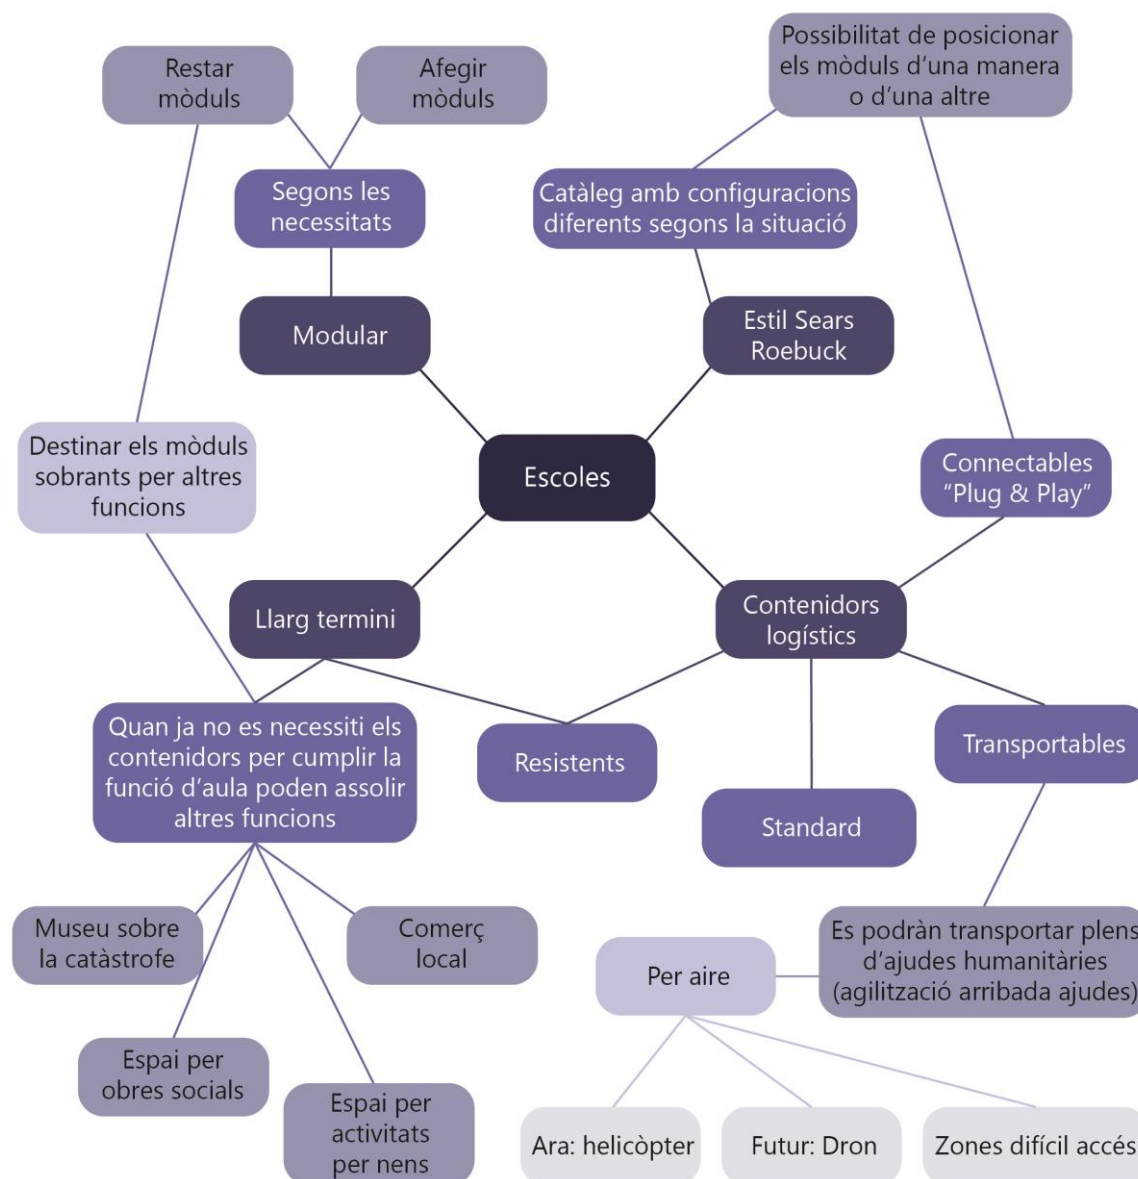 Restar
mòduls
Afegir
mòduls
Possibilitat de posicionar
els mòduls d'una manera
o d'una altre
Segons les
necessitats
Catàleg amb configuracions
diferents segons la situació
Modular
Estil Sears
Roebuck
Destinar els mòduls
sobrants per altres
funcions
Escoles
Connectables
“Plug & Play”
Llarg termini
Contenidors
logístics
Quan ja no es necessiti els
contenidors per cumplir la
funció d'aula poden assolir
altres funcions
Resistents
Transportables
Standard
Museu sobre
la catàstrofe
Comerç
local
Es podràn transportar plens
d'ajudes humanitàries
(agilització arribada ajudes)
Per aire
Espai per
obres socials
Espai per
activitats
per nens
Ara: helicòpter
Futur: Dron
Zones difícil accés